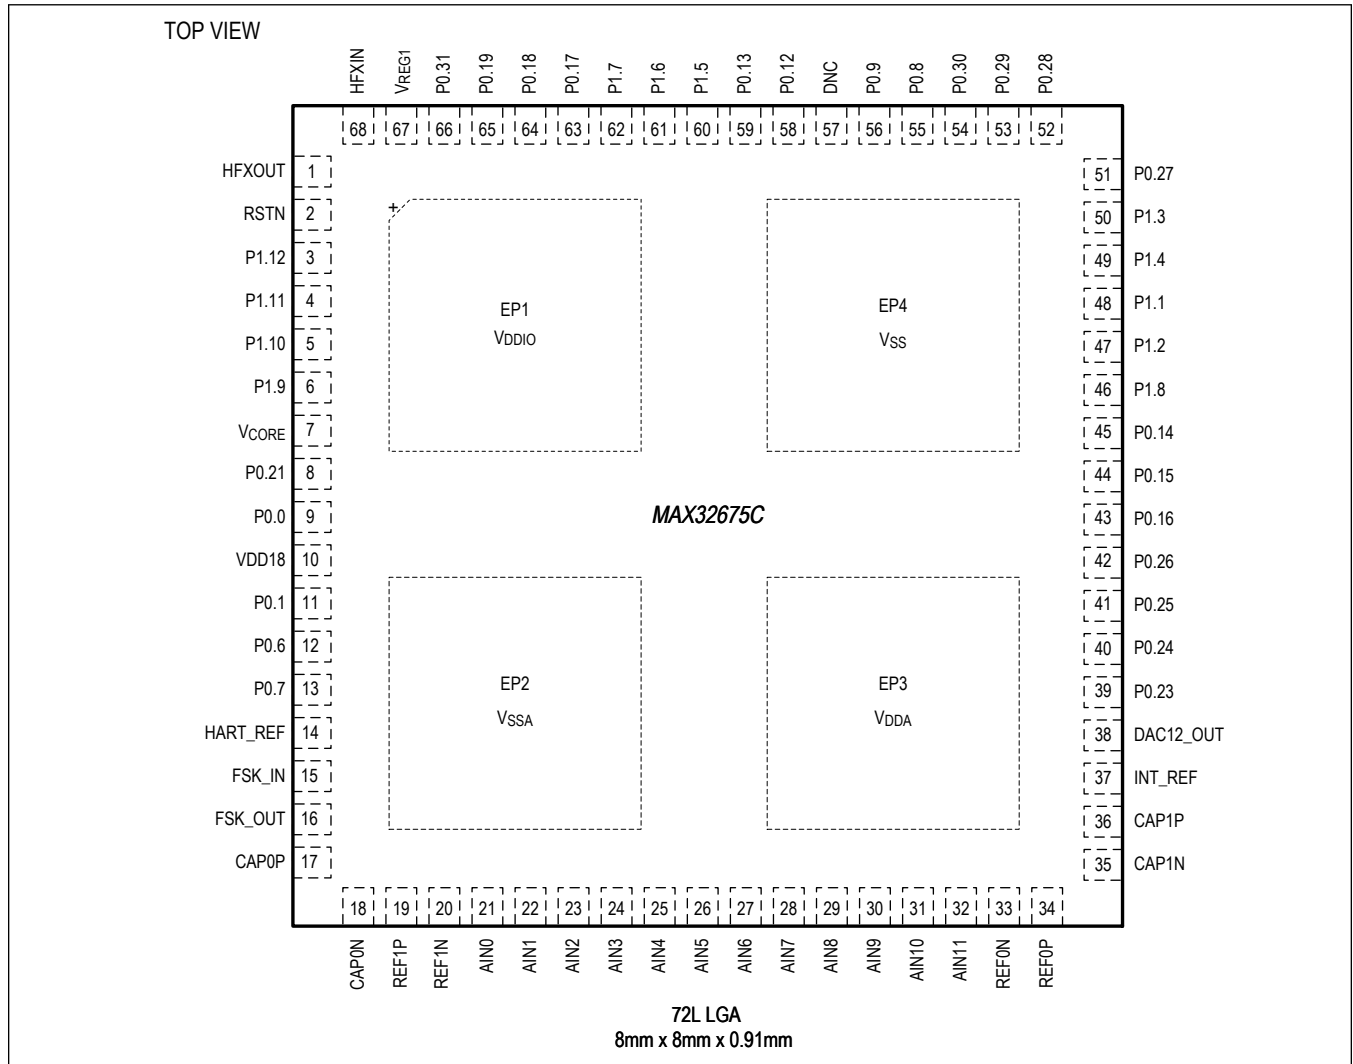 TOP VIEW
HFXIN
VREG1
P0.31
P0.19
P0.18
P0.17
P1.7
P1.6
P1.5
P0.13
P0.12
DNC
P0.9
P0.8
P0.30
P0.29
P0.28
68 67 66 65 64 63 62 61 60 59 58 57 56 55 54 53 52
HFXOUT 1
RSTN 2
P1.12 3
P1.11 4
P1.10 5
P1.9 6
VCORE 7
P0.21 8
P0.0 9
VDD18 10
P0.1 11
P0.6 12
P0.7 13
HART_REF 14
FSK_IN 15
FSK_OUT 16
CAP0P 17
+
EP1
VDDIO
EP4
VSS
MAX32675C
EP2
VSSA
EP3
VDDA
51 P0.27
50 P1.3
49 P1.4
48 P1.1
47 P1.2
46 P1.8
45 P0.14
44 P0.15
43 P0.16
42 P0.26
41 P0.25
40 P0.24
39 P0.23
38 DAC12_OUT
37 INT_REF
36 CAP1P
35 CAP1N
18 19 20 21 22 23 24 25 26 27 28 29 30 31 32 33 34
CAP0N
REF1P
REF1N
AIN0
AIN1
AIN2
AIN3
AIN4
AIN5
AIN6
AIN7
AIN8
AIN9
AIN10
AIN11
REF0N
REF0P
72L LGA
8mm x 8mm x 0.91mm